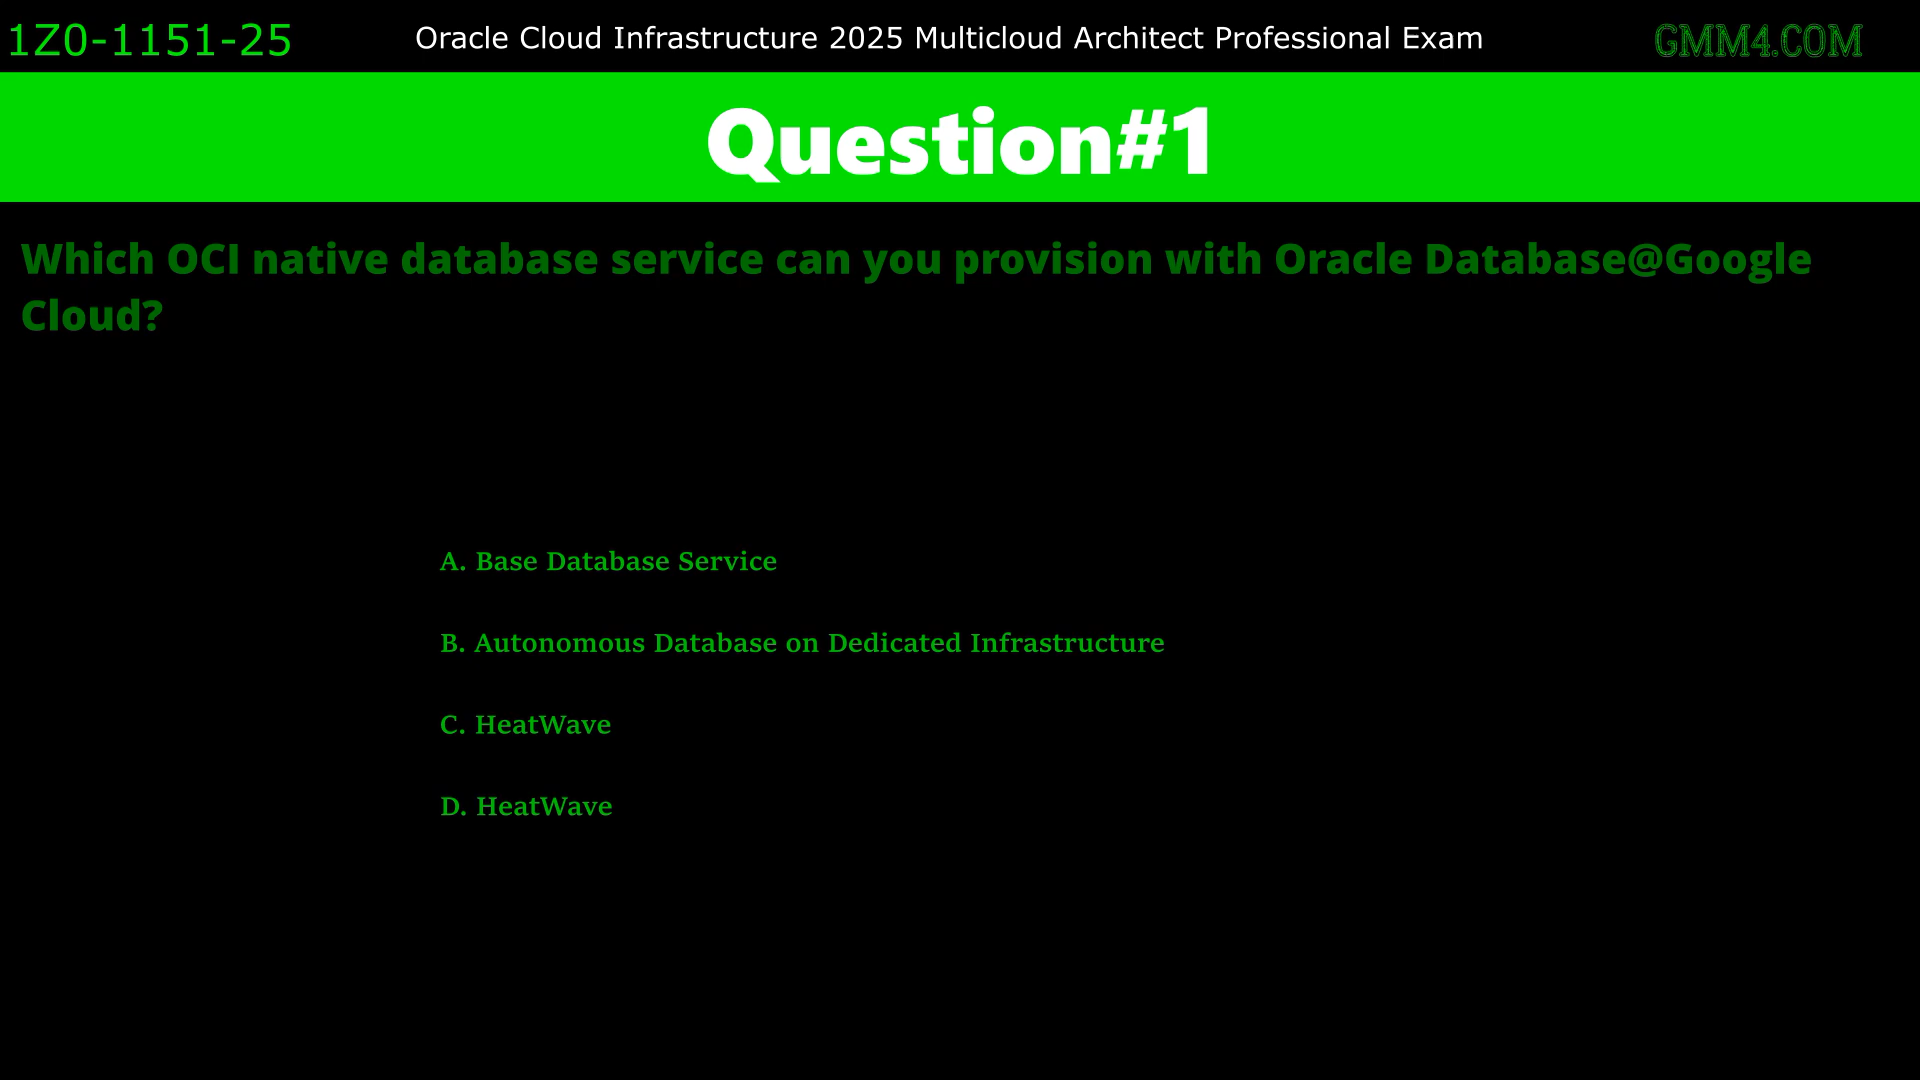 1Z0-1151-25
Oracle Cloud Infrastructure 2025 Multicloud Architect Professional Exam
GMM4.COM
Question#1
Which OCI native database service can you provision with Oracle Database@Google
Cloud?
A. Base Database Service
B. Autonomous Database on Dedicated Infrastructure
C. HeatWave
D. HeatWave